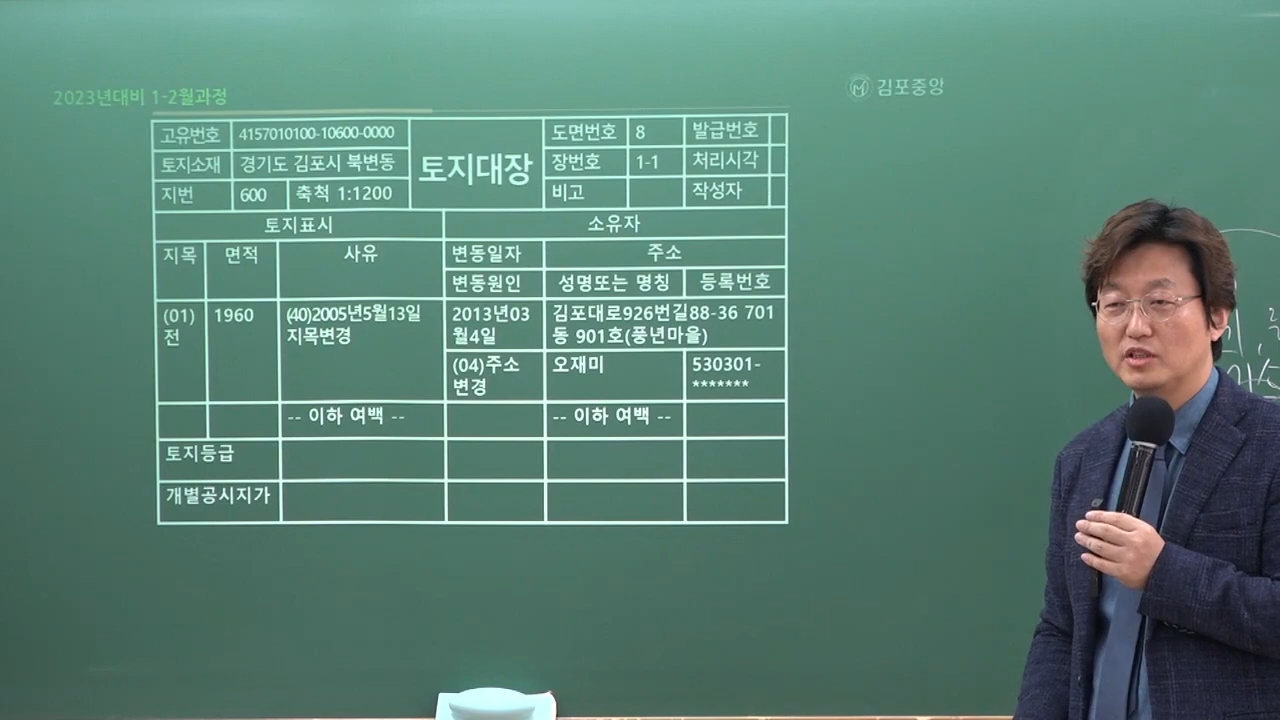 2023년대비 1-2월과정
김포중앙
고유번호 4157010100-10600-0000 토지대장 도면번호 8 발급번호
토지소재 경기도 김포시 북변동 장번호 1-1 처리시각
지번 600 축척 1:1200 비고 작성자
토지표시 소유자
지목 면적 사유 변동일자 주소
변동원인 성명또는 명칭 등록번호
(01) 1960 (40)2005년5월13일 2013년03 김포대로926번길88-36 701
전 지목변경 월4일 동 901호(풍년마을)
(04)주소 오재미 530301-
변경 *******
-- 이하 여백 -- -- 이하 여백 --
토지등급
개별공시지가